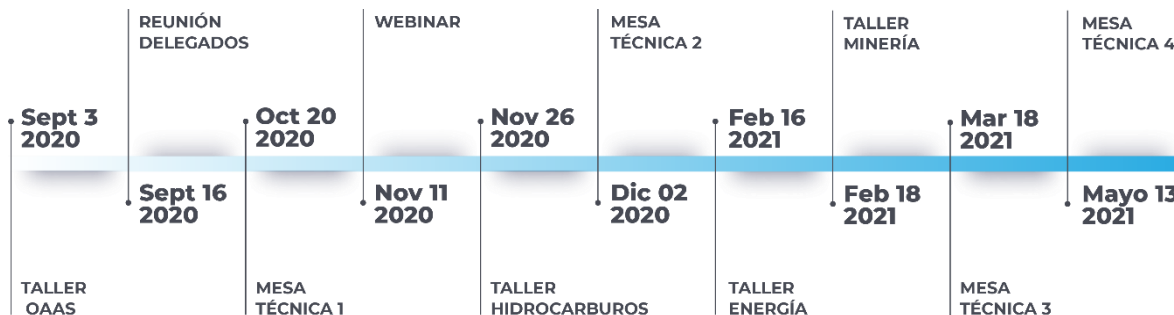 REUNIÓN
DELEGADOS
WEBINAR
MESA
TÉCNICA 2
TALLER
MINERÍA
MESA
TÉCNICA 4
Sept 3
2020
Oct 20
2020
Nov 26
2020
Feb 16
2021
Mar 18
2021
Sept 16
2020
Nov 11
2020
Dic 02
2020
Feb 18
2021
Mayo 13
2021
TALLER
OAAS
MESA
TÉCNICA 1
TALLER
HIDROCARBUROS
TALLER
ENERGÍA
MESA
TÉCNICA 3